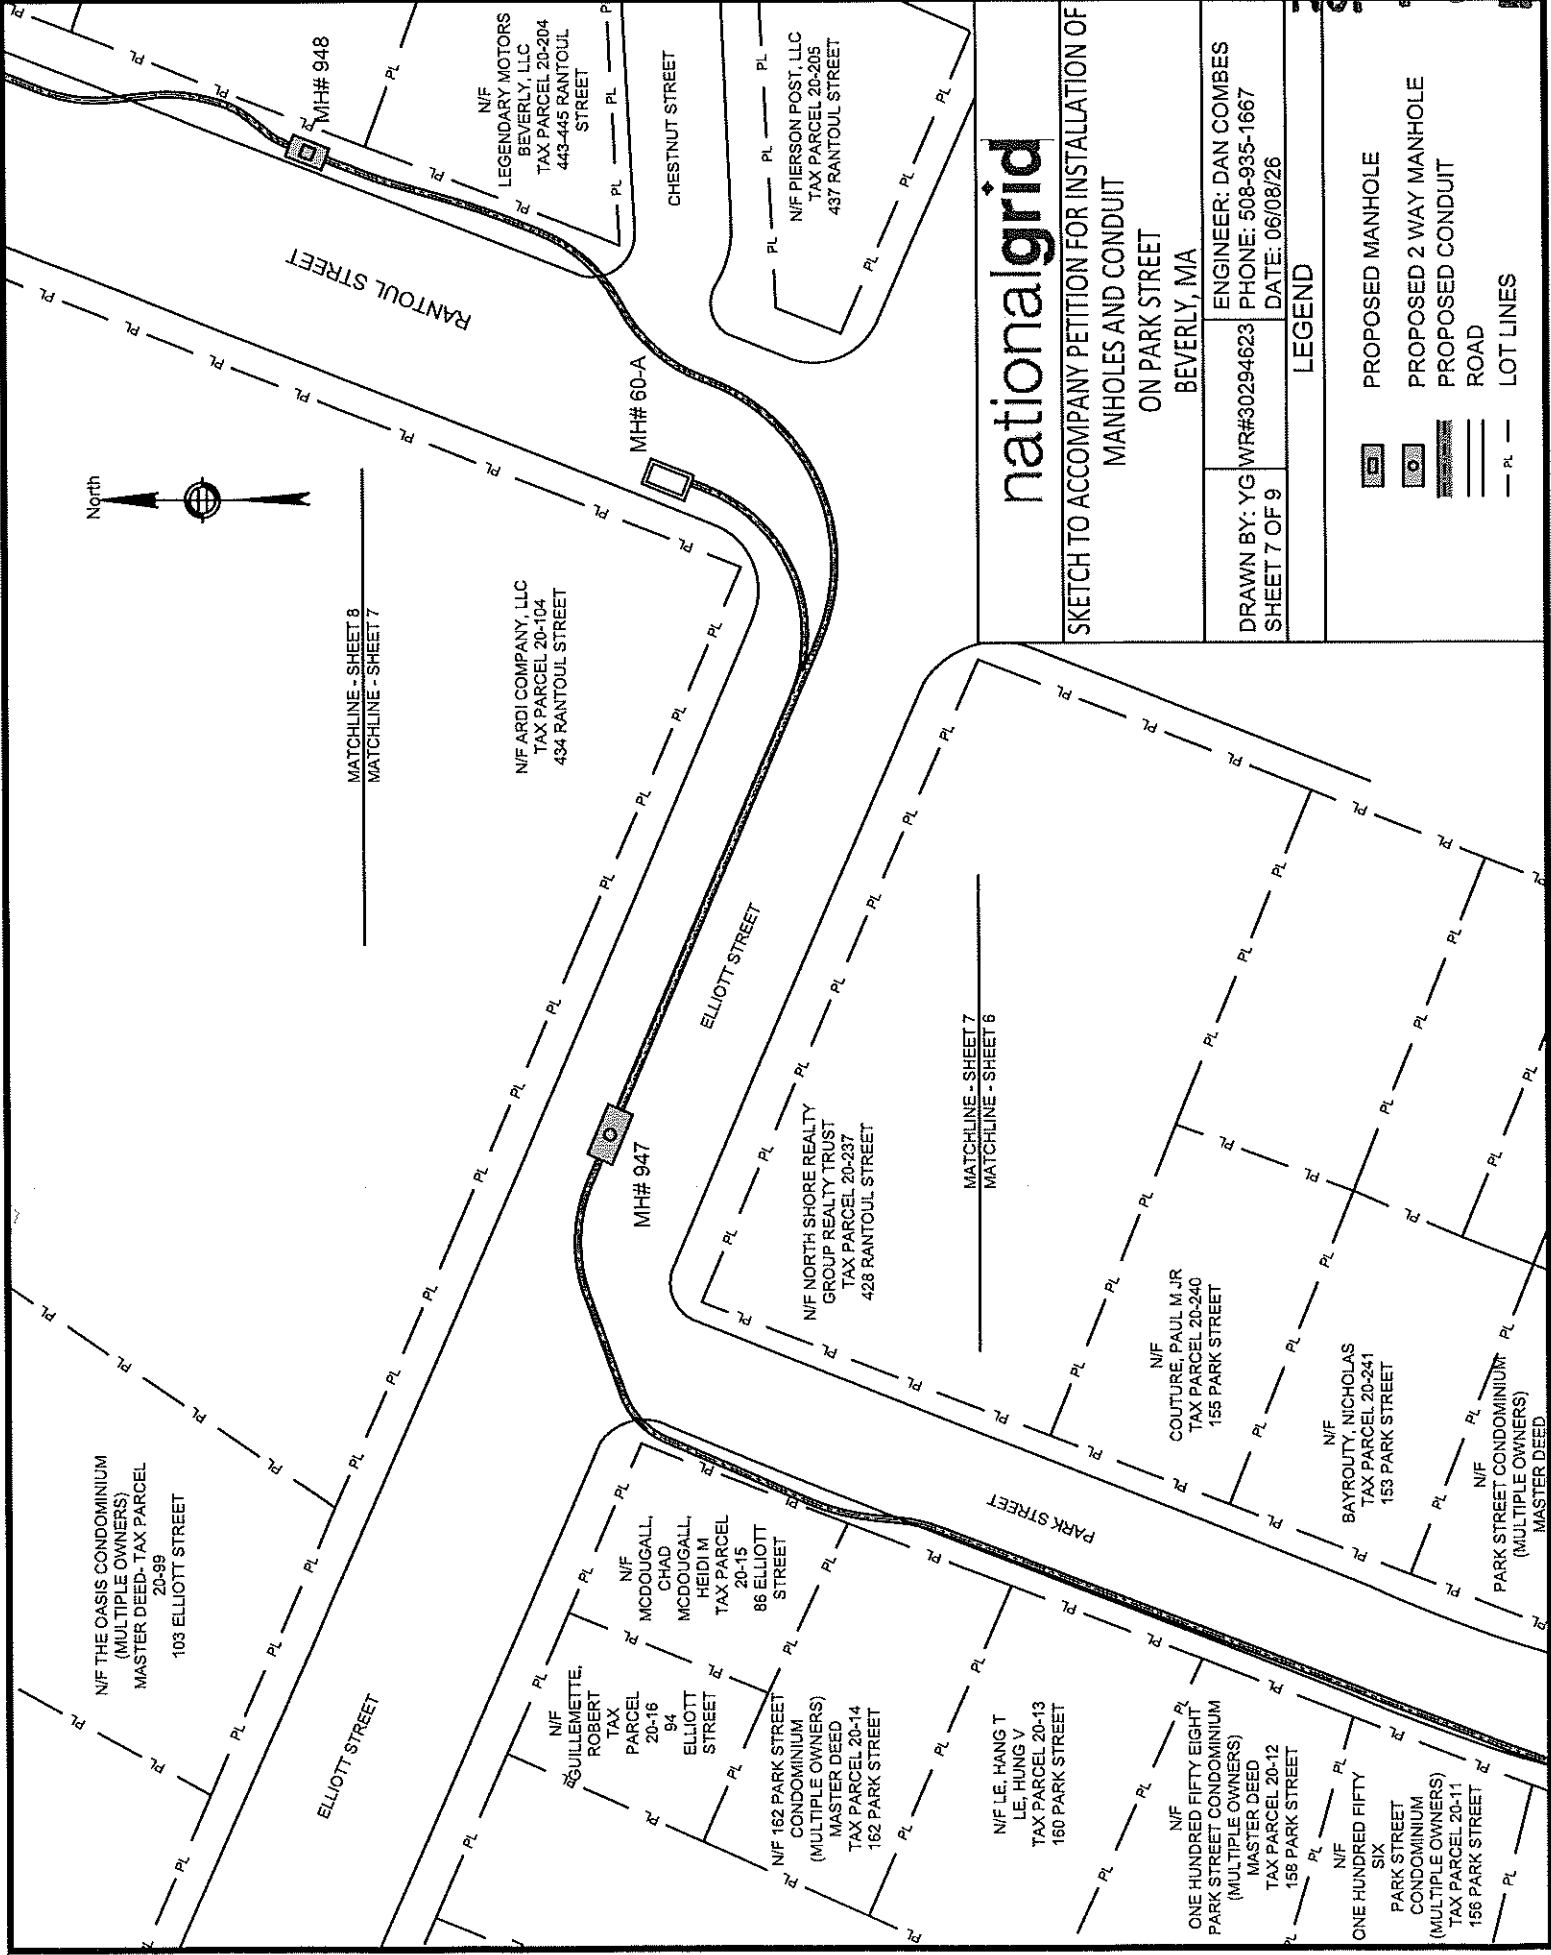 North
MATCHLINE - SHEET 8
MATCHLINE - SHEET 7
N/F THE OASIS CONDOMINIUM
(MULTIPLE OWNERS)
MASTER DEED- TAX PARCEL
20-99
103 ELLIOTT STREET
N/F ARDI COMPANY, LLC
TAX PARCEL 20-104
434 RANTOUL STREET
RANTOUL STREET
MH# 948
N/F
LEGENDARY MOTORS
BEVERLY, LLC
TAX PARCEL 20-204
443-445 RANTOUL
STREET
CHESTNUT STREET
N/F PIERSON POST, LLC
TAX PARCEL 20-205
437 RANTOUL STREET
MH# 60-A
ELLIOTT STREET
ELLIOTT STREET
MH# 947
N/F
GUILLEMETTE,
ROBERT
TAX
PARCEL
20-16
94
ELLIOTT
STREET
N/F
MCDOUGALL,
CHAD
MCDOUGALL,
HEIDI M
TAX PARCEL
20-15
86 ELLIOTT
STREET
N/F 162 PARK STREET
CONDOMINIUM
(MULTIPLE OWNERS)
MASTER DEED
TAX PARCEL 20-14
162 PARK STREET
N/F NORTH SHORE REALTY
GROUP REALTY TRUST
TAX PARCEL 20-237
428 RANTOUL STREET
MATCHLINE - SHEET 7
MATCHLINE - SHEET 6
N/F LE, HANG T
LE, HUNG V
TAX PARCEL 20-13
160 PARK STREET
PARK STREET
N/F
COUTURE, PAUL M JR
TAX PARCEL 20-240
155 PARK STREET
N/F
ONE HUNDRED FIFTY EIGHT
PARK STREET CONDOMINIUM
(MULTIPLE OWNERS)
MASTER DEED
TAX PARCEL 20-12
158 PARK STREET
N/F
BAYROUTY, NICHOLAS
TAX PARCEL 20-241
153 PARK STREET
N/F
ONE HUNDRED FIFTY
SIX
PARK STREET
CONDOMINIUM
(MULTIPLE OWNERS)
TAX PARCEL 20-11
156 PARK STREET
N/F
PARK STREET CONDOMINIUM
(MULTIPLE OWNERS)
MASTER DEED
nationalgrid
SKETCH TO ACCOMPANY PETITION FOR INSTALLATION OF
MANHOLES AND CONDUIT
ON PARK STREET
BEVERLY, MA
DRAWN BY: YG
SHEET 7 OF 9
WR#30294623
ENGINEER: DAN COMBES
PHONE: 508-935-1667
DATE: 06/08/26
LEGEND
PROPOSED MANHOLE
PROPOSED 2 WAY MANHOLE
PROPOSED CONDUIT
ROAD
PL LOT LINES